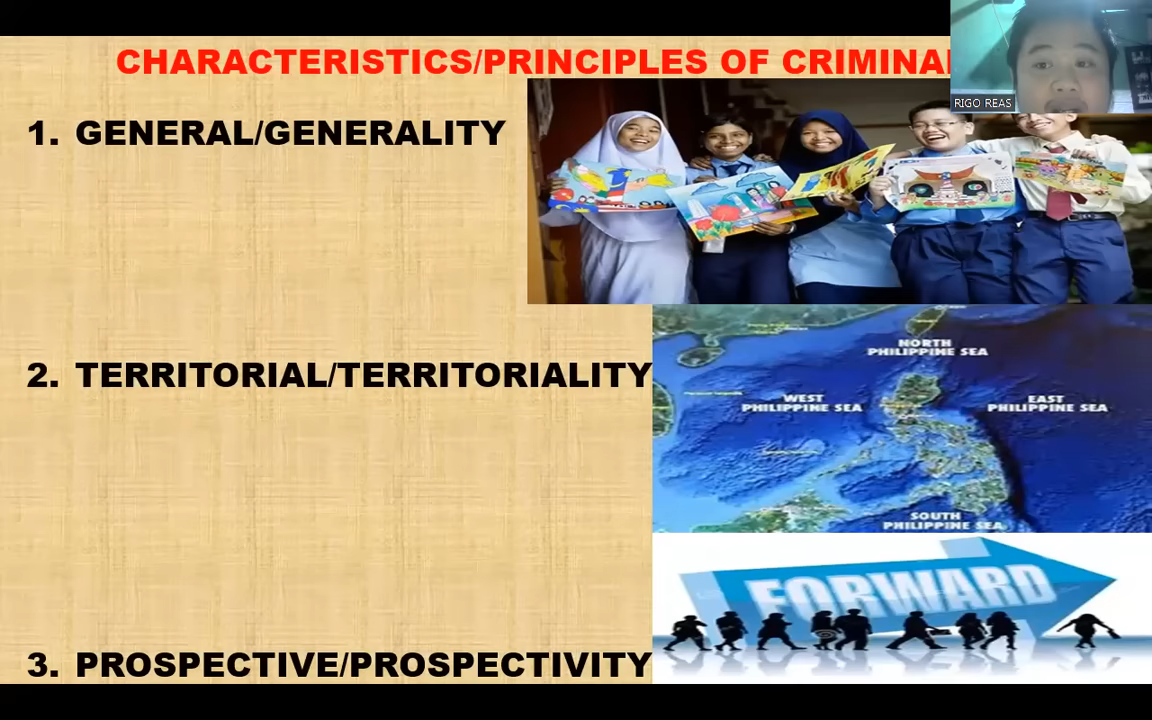 CHARACTERISTICS/PRINCIPLES OF CRIMINAL
RIGO REAS
1. GENERAL/GENERALITY
2. TERRITORIAL/TERRITORIALITY
NORTH
PHILIPPINE SEA
WEST
PHILIPPINE SEA
EAST
PHILIPPINE SEA
SOUTH
PHILIPPINE SEA
FORWARD
3. PROSPECTIVE/PROSPECTIVITY